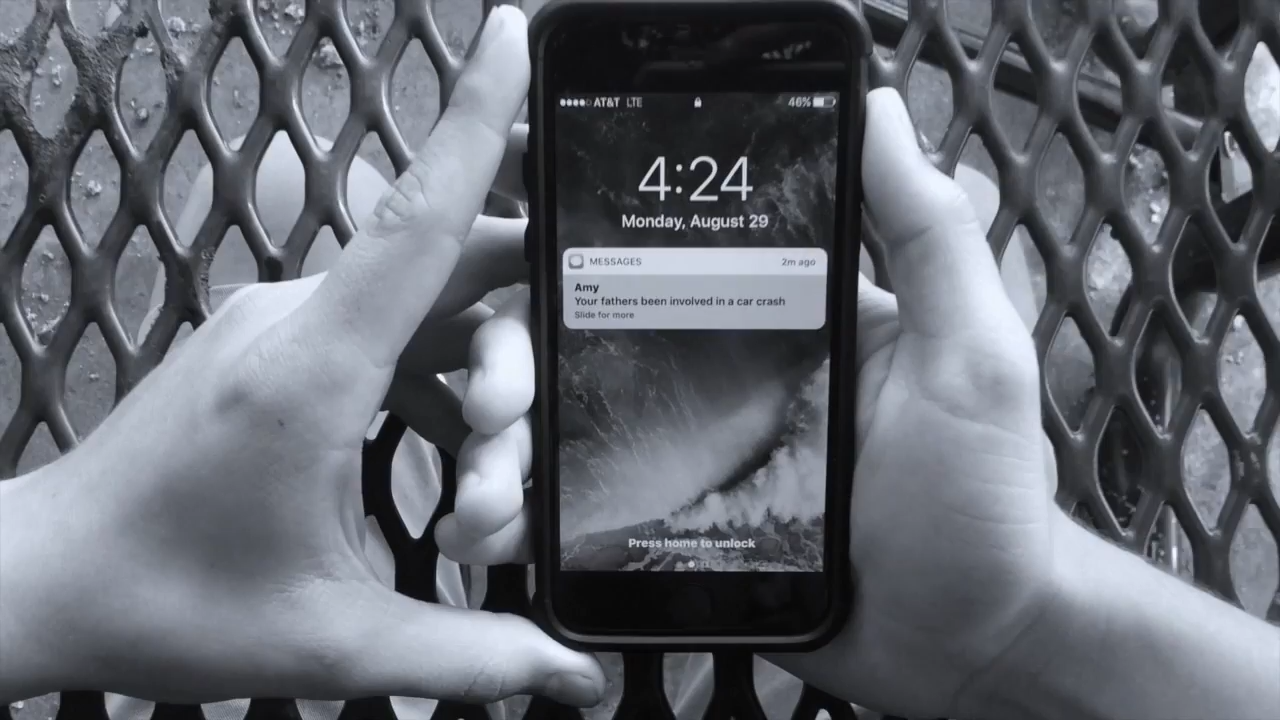 ●●●●○ AT&T LTE 46%
4:24
Monday, August 29
MESSAGES 2m ago
Amy
Your fathers been involved in a car crash
Slide for more
Press home to unlock